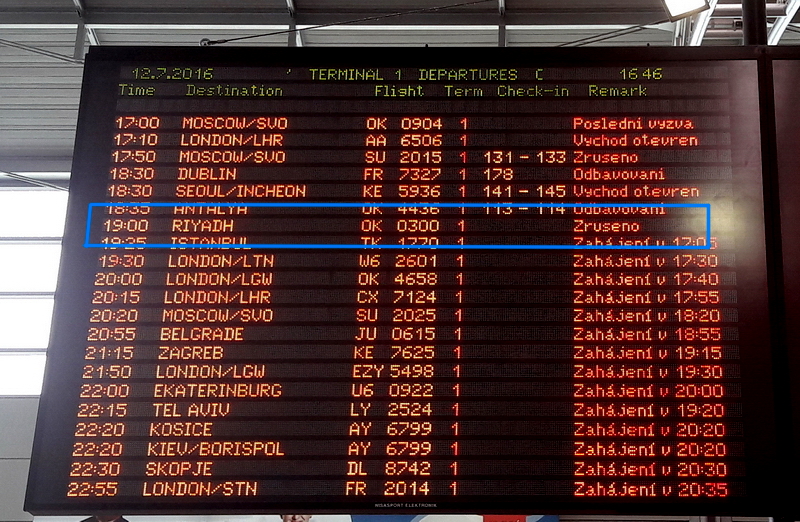 12.7.2016 ' TERMINAL 1 DEPARTURES C 16 46
Time Destination Flight Term Check-in Remark
17:00 MOSCOW/SVO OK 0904 1 Poslední výzva
17:10 LONDON/LHR AA 6506 1 Vychod otevren
17:50 MOSCOW/SVO SU 2015 1 131 - 133 Zruseno
18:30 DUBLIN FR 7327 1 178 Odbavovani
18:30 SEOUL/INCHEON KE 5936 1 141 - 145 Vychod otevren
18:35 ANTALYA OK 4436 1 113 - 114 Odbavovani
19:00 RIYADH OK 0300 1 Zruseno
19:25 ISTANBUL TK 1770 1 Zahájení v 17:05
19:30 LONDON/LTN W6 2601 1 Zahájení v 17:30
20:00 LONDON/LGW OK 4658 1 Zahájení v 17:40
20:15 LONDON/LHR CX 7124 1 Zahájení v 17:55
20:20 MOSCOW/SVO SU 2025 1 Zahájení v 18:20
20:55 BELGRADE JU 0615 1 Zahájení v 18:55
21:15 ZAGREB KE 7625 1 Zahájení v 19:15
21:50 LONDON/LGW EZY 5498 1 Zahájení v 19:30
22:00 EKATERINBURG U6 0922 1 Zahájení v 20:00
22:15 TEL AVIV LY 2524 1 Zahájení v 19:20
22:20 KOSICE AY 6799 1 Zahájení v 20:20
22:20 KIEV/BORISPOL AY 6799 1 Zahájení v 20:20
22:30 SKOPJE DL 8742 1 Zahájení v 20:30
22:55 LONDON/STN FR 2014 1 Zahájení v 20:35